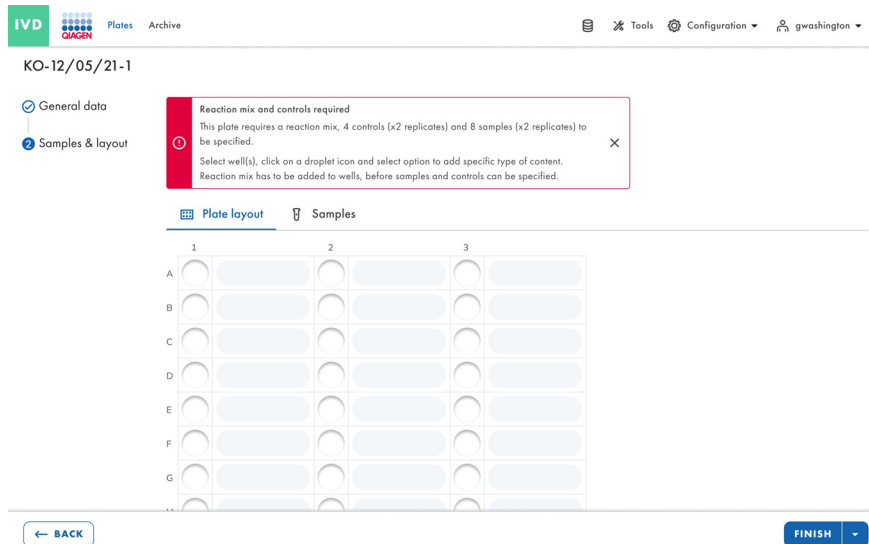 IVD
QIAGEN
Plates
Archive
Tools
Configuration
gwashington
KO-12/05/21-1
General data
2 Samples & layout
Reaction mix and controls required
This plate requires a reaction mix, 4 controls (x2 replicates) and 8 samples (x2 replicates) to
be specified.
Select well(s), click on a droplet icon and select option to add specific type of content.
Reaction mix has to be added to wells, before samples and controls can be specified.
Plate layout
Samples
1 2 3
A
B
C
D
E
F
G
← BACK
FINISH